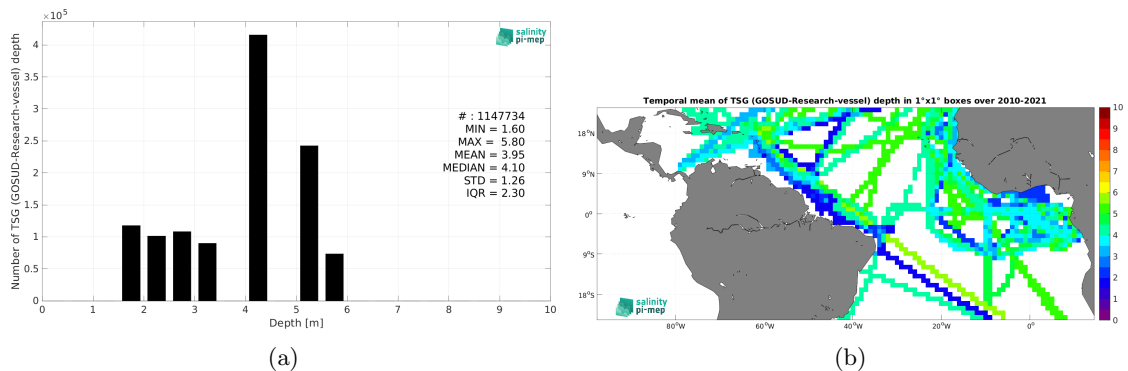 ×10⁵
4
3.5
3
2.5
2
1.5
1
0.5
0
Number of TSG (GOSUD-Research-vessel) depth
salinity
pi-mep
# : 1147734
MIN = 1.60
MAX = 5.80
MEAN = 3.95
MEDIAN = 4.10
STD = 1.26
IQR = 2.30
0 1 2 3 4 5 6 7 8 9 10
Depth [m]
(a)
Temporal mean of TSG (GOSUD-Research-vessel) depth in 1°x1° boxes over 2010-2021
18°N
9°N
0°
9°S
18°S
80°W 60°W 40°W 20°W 0°
salinity
pi-mep
10
9
8
7
6
5
4
3
2
1
0
(b)